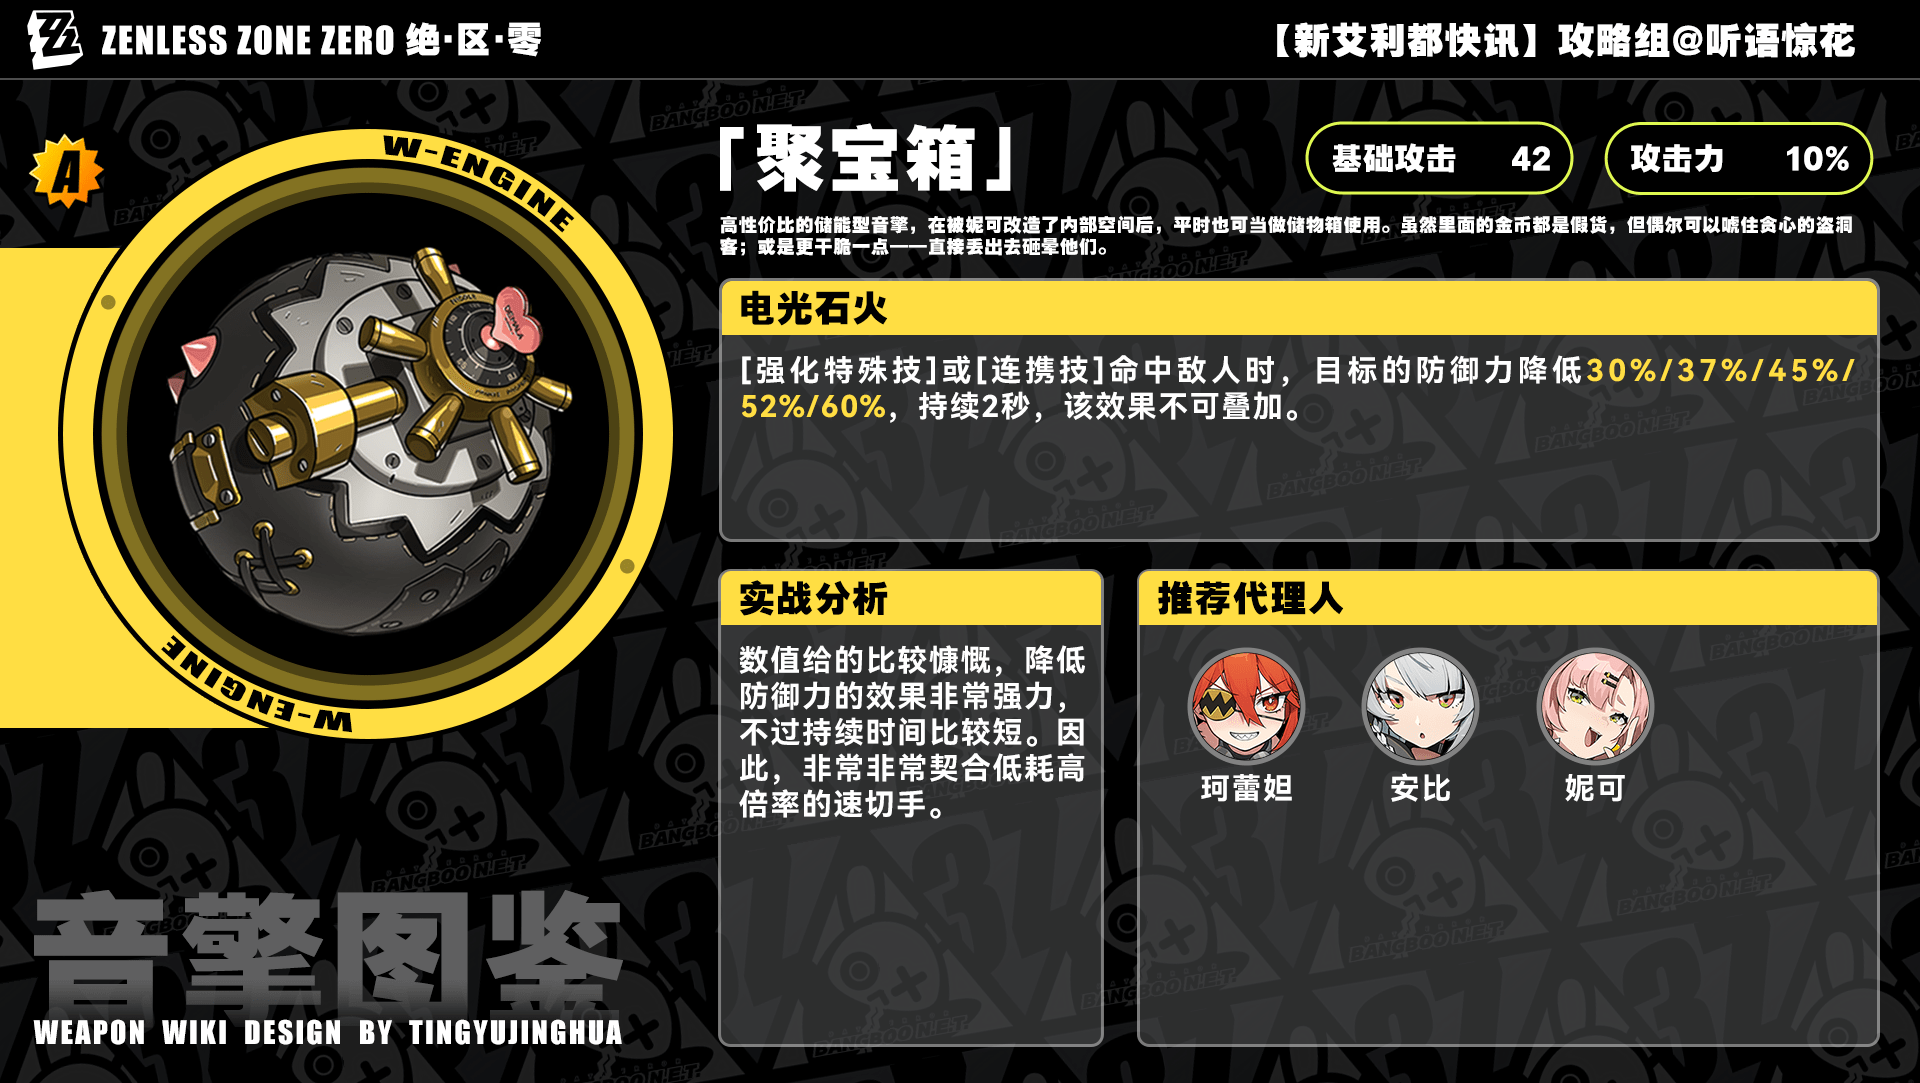 ZENLESS ZONE ZERO 绝·区·零
【新艾利都快讯】攻略组@听语惊花
A
W-ENGINE
W-ENGINE
「聚宝箱」
基础攻击 42
攻击力 10%
高性价比的储能型音擎，在被妮可改造了内部空间后，平时也可当做储物箱使用。虽然里面的金币都是假货，但偶尔可以唬住贪心的盗洞
客；或是更干脆一点——直接丢出去砸晕他们。
电光石火
[强化特殊技]或[连携技]命中敌人时，目标的防御力降低30%/37%/45%/
52%/60%，持续2秒，该效果不可叠加。
实战分析
数值给的比较慷慨，降低
防御力的效果非常强力，
不过持续时间比较短。因
此，非常非常契合低耗高
倍率的速切手。
推荐代理人
珂蕾妲
安比
妮可
音擎图鉴
WEAPON WIKI DESIGN BY TINGYUJINGHUA
BANGBOO N.E.T.